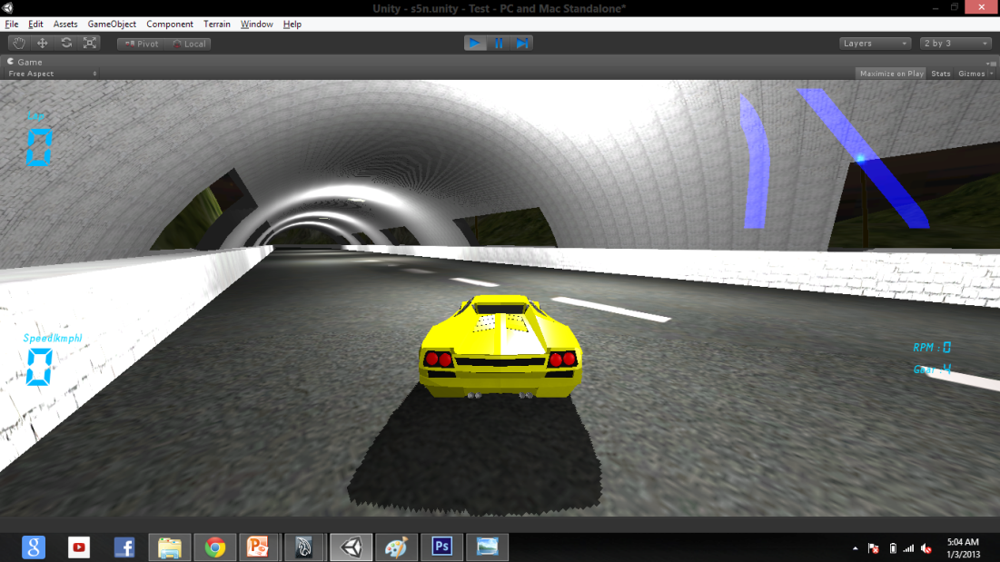 Unity - s5n.unity - Test - PC and Mac Standalone*
File Edit Assets GameObject Component Terrain Window Help
Pivot Local Layers 2 by 3
Game
Free Aspect Maximize on Play Stats Gizmos
Lap
0
Speed(kmph)
0
RPM : 0
Gear : 4
5:04 AM
1/3/2013
g f P Ps